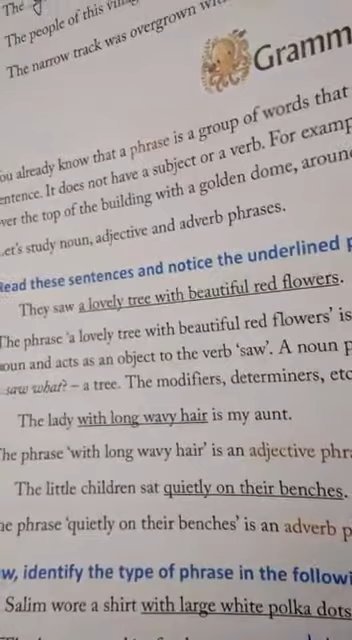 The
The people of this
The narrow track was overgrown
Gramm
ou already know that a phrase is a group of words that
entence. It does not have a subject or a verb. For examp
ver the top of the building with a golden dome, aroun
Let's study noun, adjective and adverb phrases.
Read these sentences and notice the underlined p
They saw a lovely tree with beautiful red flowers.
The phrase 'a lovely tree with beautiful red flowers' is
noun and acts as an object to the verb 'saw'. A noun p
saw what? – a tree. The modifiers, determiners, etc
The lady with long wavy hair is my aunt.
The phrase 'with long wavy hair' is an adjective phra
The little children sat quietly on their benches.
he phrase 'quietly on their benches' is an adverb p
w, identify the type of phrase in the followi
Salim wore a shirt with large white polka dots